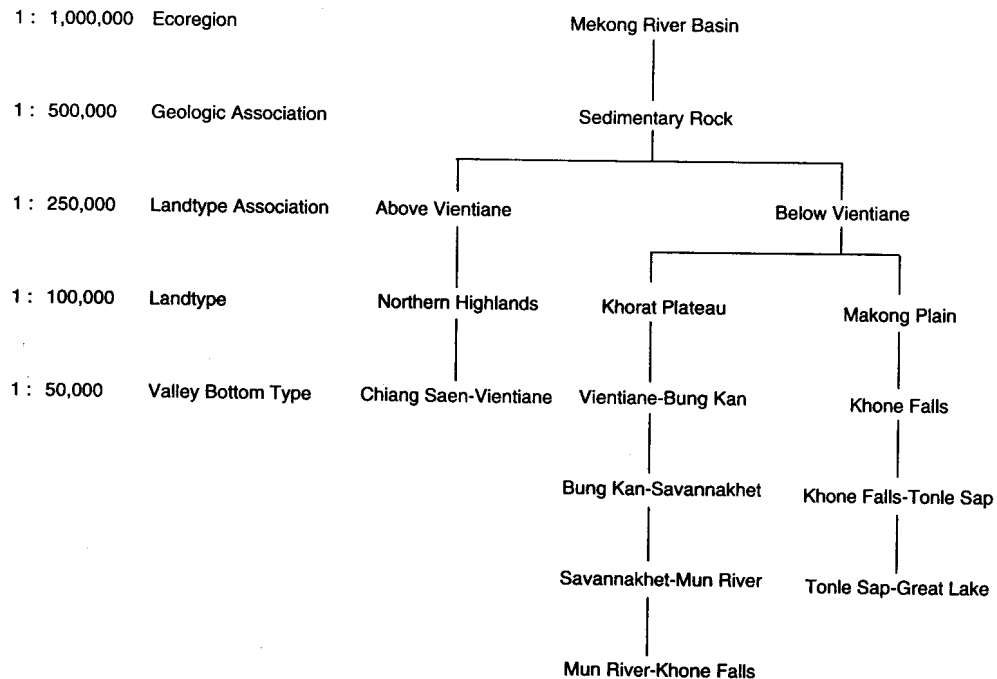 1 : 1,000,000 Ecoregion Mekong River Basin
1 : 500,000 Geologic Association Sedimentary Rock
1 : 250,000 Landtype Association Above Vientiane Below Vientiane
1 : 100,000 Landtype Northern Highlands Khorat Plateau Makong Plain
1 : 50,000 Valley Bottom Type Chiang Saen-Vientiane Vientiane-Bung Kan Khone Falls
Bung Kan-Savannakhet Khone Falls-Tonle Sap
Savannakhet-Mun River Tonle Sap-Great Lake
Mun River-Khone Falls